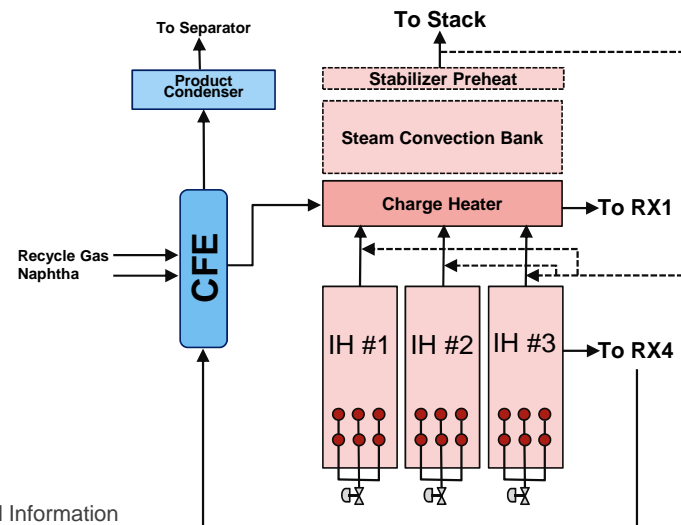 To Separator
To Stack
Product
Condenser
Stabilizer Preheat
Steam Convection Bank
Charge Heater
To RX1
Recycle Gas
Naphtha
CFE
IH #1
IH #2
IH #3
To RX4
Information